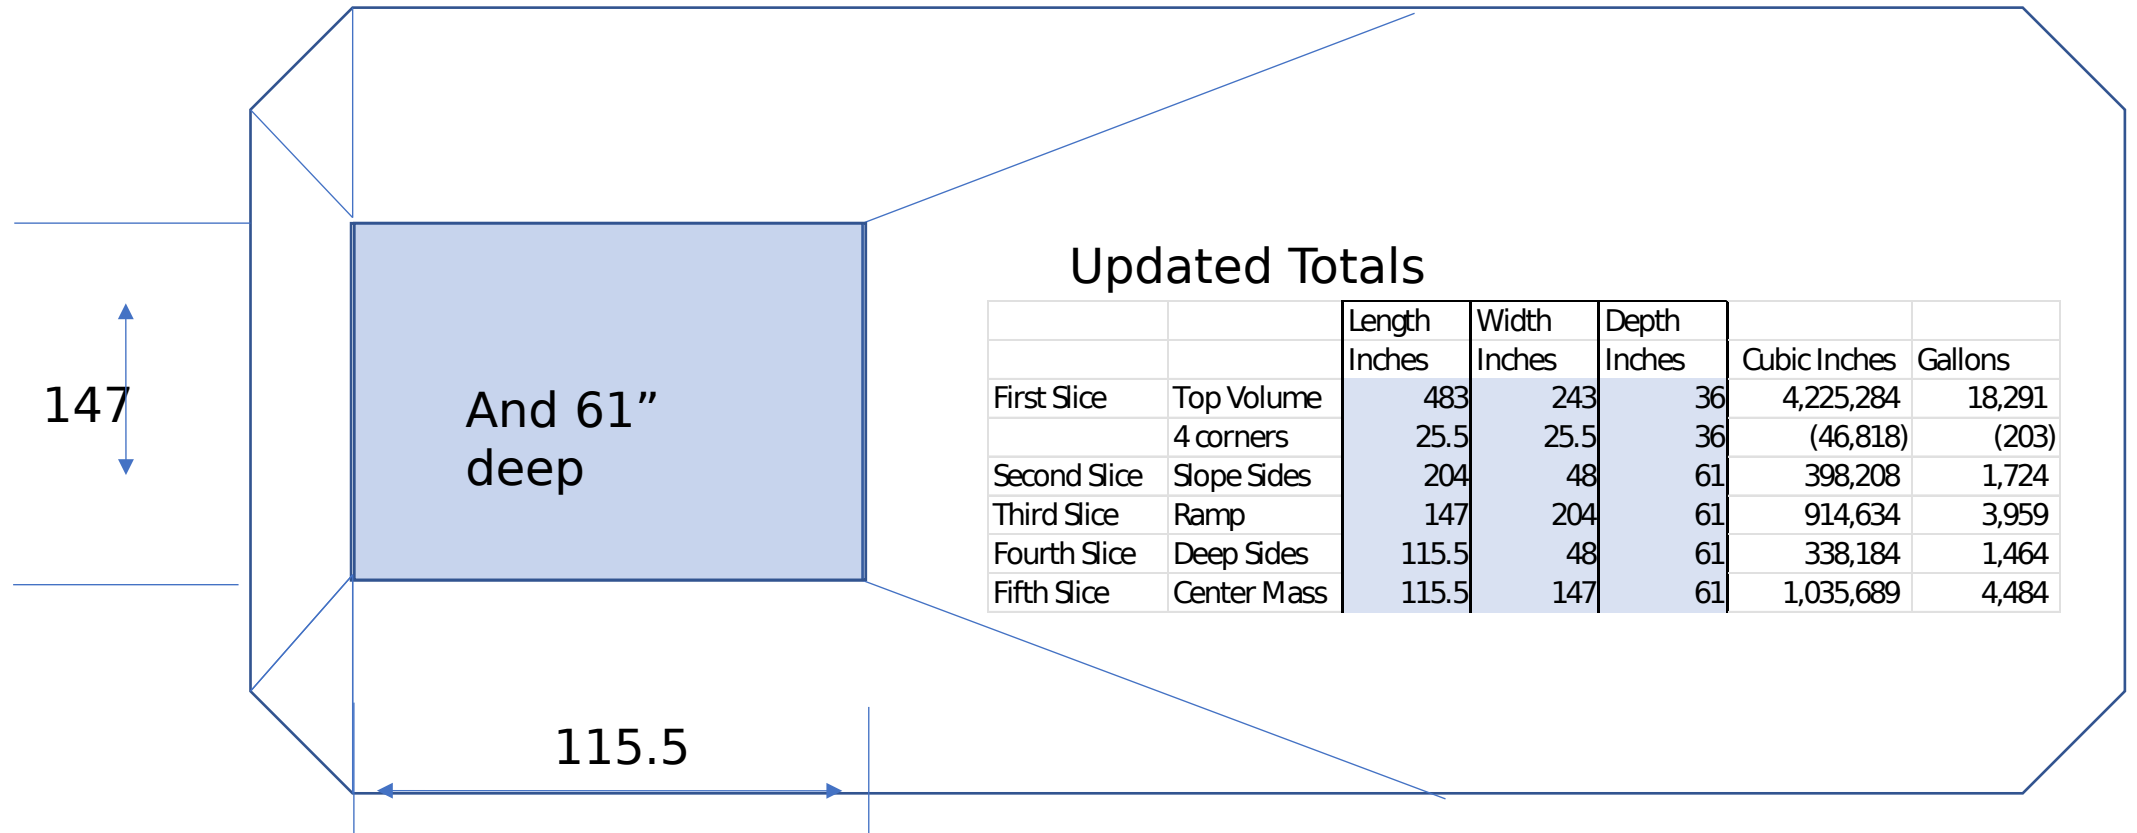 147
And 61”
deep
115.5
Updated Totals
Length Width Depth
Inches Inches Inches Cubic Inches Gallons
First Slice Top Volume 483 243 36 4,225,284 18,291
4 corners 25.5 25.5 36 (46,818) (203)
Second Slice Slope Sides 204 48 61 398,208 1,724
Third Slice Ramp 147 204 61 914,634 3,959
Fourth Slice Deep Sides 115.5 48 61 338,184 1,464
Fifth Slice Center Mass 115.5 147 61 1,035,689 4,484